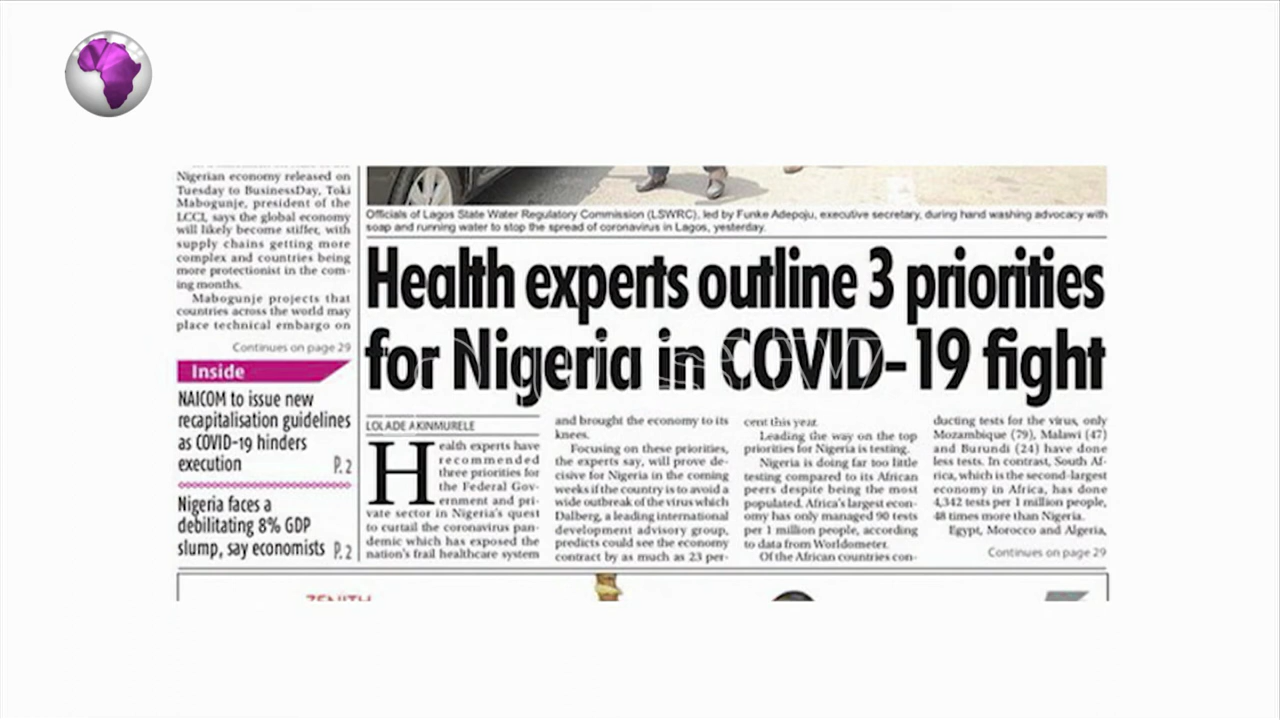 Nigerian economy released on
Tuesday to BusinessDay, Toki
Mabogunje, president of the
LCCI, says the global economy
will likely become stiffer, with
supply chains getting more
complex and countries being
more protectionist in the com-
ing months.
Mabogunje projects that
countries across the world may
place technical embargo on
Continues on page 29
Inside
NAICOM to issue new
recapitalisation guidelines
as COVID-19 hinders
execution P.2
Nigeria faces a
debilitating 8% GDP
slump, say economists P.2
Officials of Lagos State Water Regulatory Commission (LSWRC), led by Funke Adepoju, executive secretary, during hand washing advocacy with
soap and running water to stop the spread of coronavirus in Lagos, yesterday.
Health experts outline 3 priorities
for Nigeria in COVID-19 fight
LOLADE AKINMURELE
Health experts have
recommended
three priorities for
the Federal Gov-
ernment and pri-
vate sector in Nigeria's quest
to curtail the coronavirus pan-
demic which has exposed the
nation's frail healthcare system
and brought the economy to its
knees.
Focusing on these priorities,
the experts say, will prove de-
cisive for Nigeria in the coming
weeks if the country is to avoid a
wide outbreak of the virus which
Dalberg, a leading international
development advisory group,
predicts could see the economy
contract by as much as 23 per-
cent this year.
Leading the way on the top
priorities for Nigeria is testing.
Nigeria is doing far too little
testing compared to its African
peers despite being the most
populated. Africa's largest econ-
omy has only managed 90 tests
per 1 million people, according
to data from Worldometer.
Of the African countries con-
ducting tests for the virus, only
Mozambique (79), Malawi (47)
and Burundi (24) have done
less tests. In contrast, South Af-
rica, which is the second-largest
economy in Africa, has done
4,342 tests per 1 million people,
48 times more than Nigeria.
Egypt, Morocco and Algeria,
Continues on page 29
ZENITH